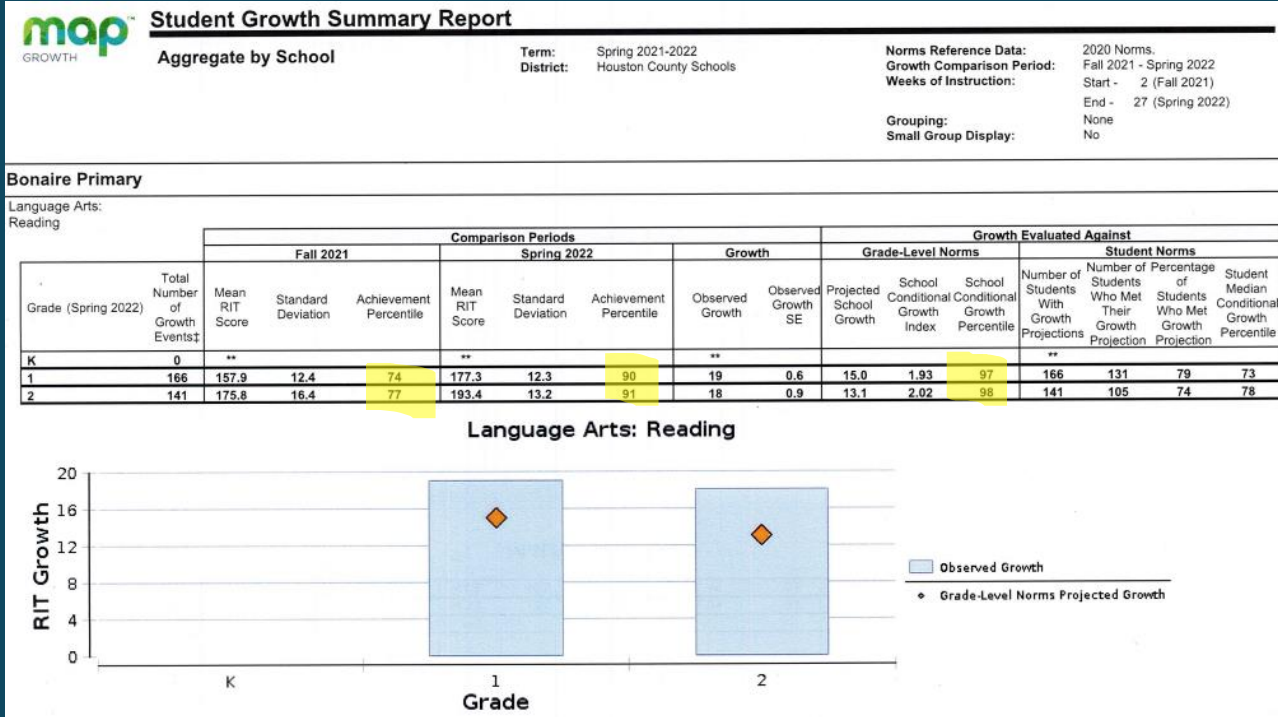 map™
GROWTH
Student Growth Summary Report
Aggregate by School
Term: Spring 2021-2022
District: Houston County Schools
Norms Reference Data: 2020 Norms.
Growth Comparison Period: Fall 2021 - Spring 2022
Weeks of Instruction: Start - 2 (Fall 2021)
End - 27 (Spring 2022)
Grouping: None
Small Group Display: No
Bonaire Primary
Language Arts:
Reading
Comparison Periods Growth Evaluated Against
Fall 2021 Spring 2022 Growth Grade-Level Norms Student Norms
Grade (Spring 2022)
Total
Number
of
Growth
Events‡
Mean
RIT
Score
Standard
Deviation
Achievement
Percentile
Mean
RIT
Score
Standard
Deviation
Achievement
Percentile
Observed
Growth
Observed
Growth
SE
Projected
School
Growth
School
Conditional
Growth
Index
School
Conditional
Growth
Percentile
Number of
Students
With
Growth
Projections
Number of
Students
Who Met
Their
Growth
Projection
Percentage
of
Students
Who Met
Growth
Projection
Student
Median
Conditional
Growth
Percentile
K 0 ** ** ** **
1 166 157.9 12.4 74 177.3 12.3 90 19 0.6 15.0 1.93 97 166 131 79 73
2 141 175.8 16.4 77 193.4 13.2 91 18 0.9 13.1 2.02 98 141 105 74 78
Language Arts: Reading
RIT Growth
20
16
12
8
4
0
K 1 2
Grade
Observed Growth
Grade-Level Norms Projected Growth